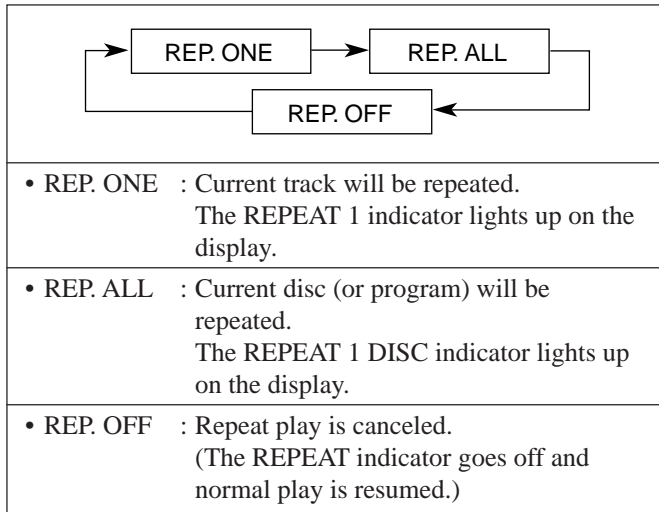 REP. ONE REP. ALL
REP. OFF
• REP. ONE : Current track will be repeated.
The REPEAT 1 indicator lights up on the
display.
• REP. ALL : Current disc (or program) will be
repeated.
The REPEAT 1 DISC indicator lights up
on the display.
• REP. OFF : Repeat play is canceled.
(The REPEAT indicator goes off and
normal play is resumed.)